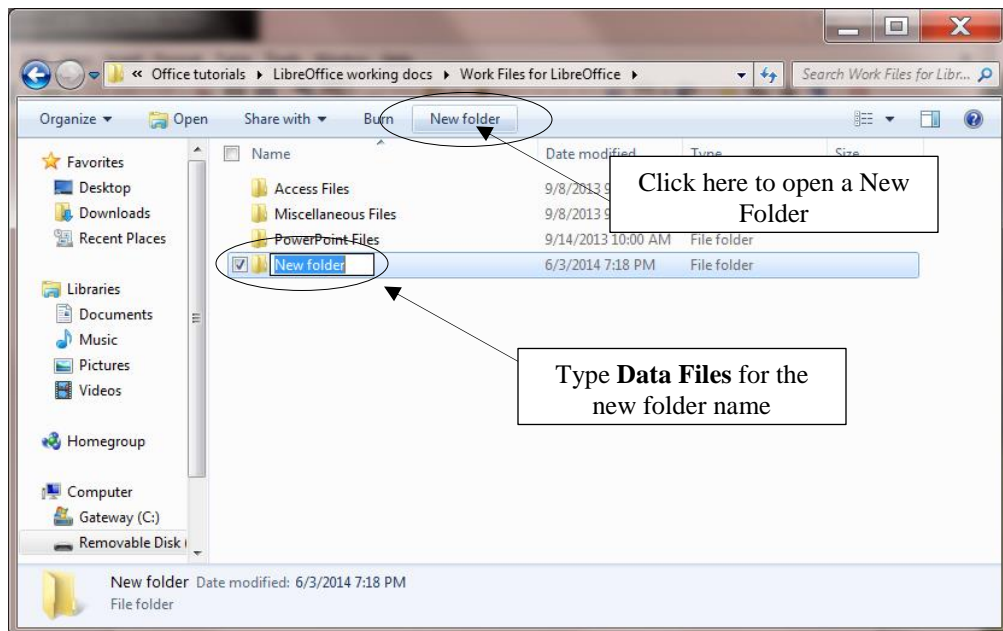 « Office tutorials ▸ LibreOffice working docs ▸ Work Files for LibreOffice ▸
Search Work Files for Libr...
Organize Open Share with Burn New folder
Favorites
Desktop
Downloads
Recent Places
Libraries
Documents
Music
Pictures
Videos
Homegroup
Computer
Gateway (C:)
Removable Disk (
Name Date modified Type Size
Access Files 9/8/2013 9
Miscellaneous Files 9/8/2013 9
PowerPoint Files 9/14/2013 10:00 AM File folder
New folder 6/3/2014 7:18 PM File folder
Click here to open a New
Folder
Type Data Files for the
new folder name
New folder Date modified: 6/3/2014 7:18 PM
File folder